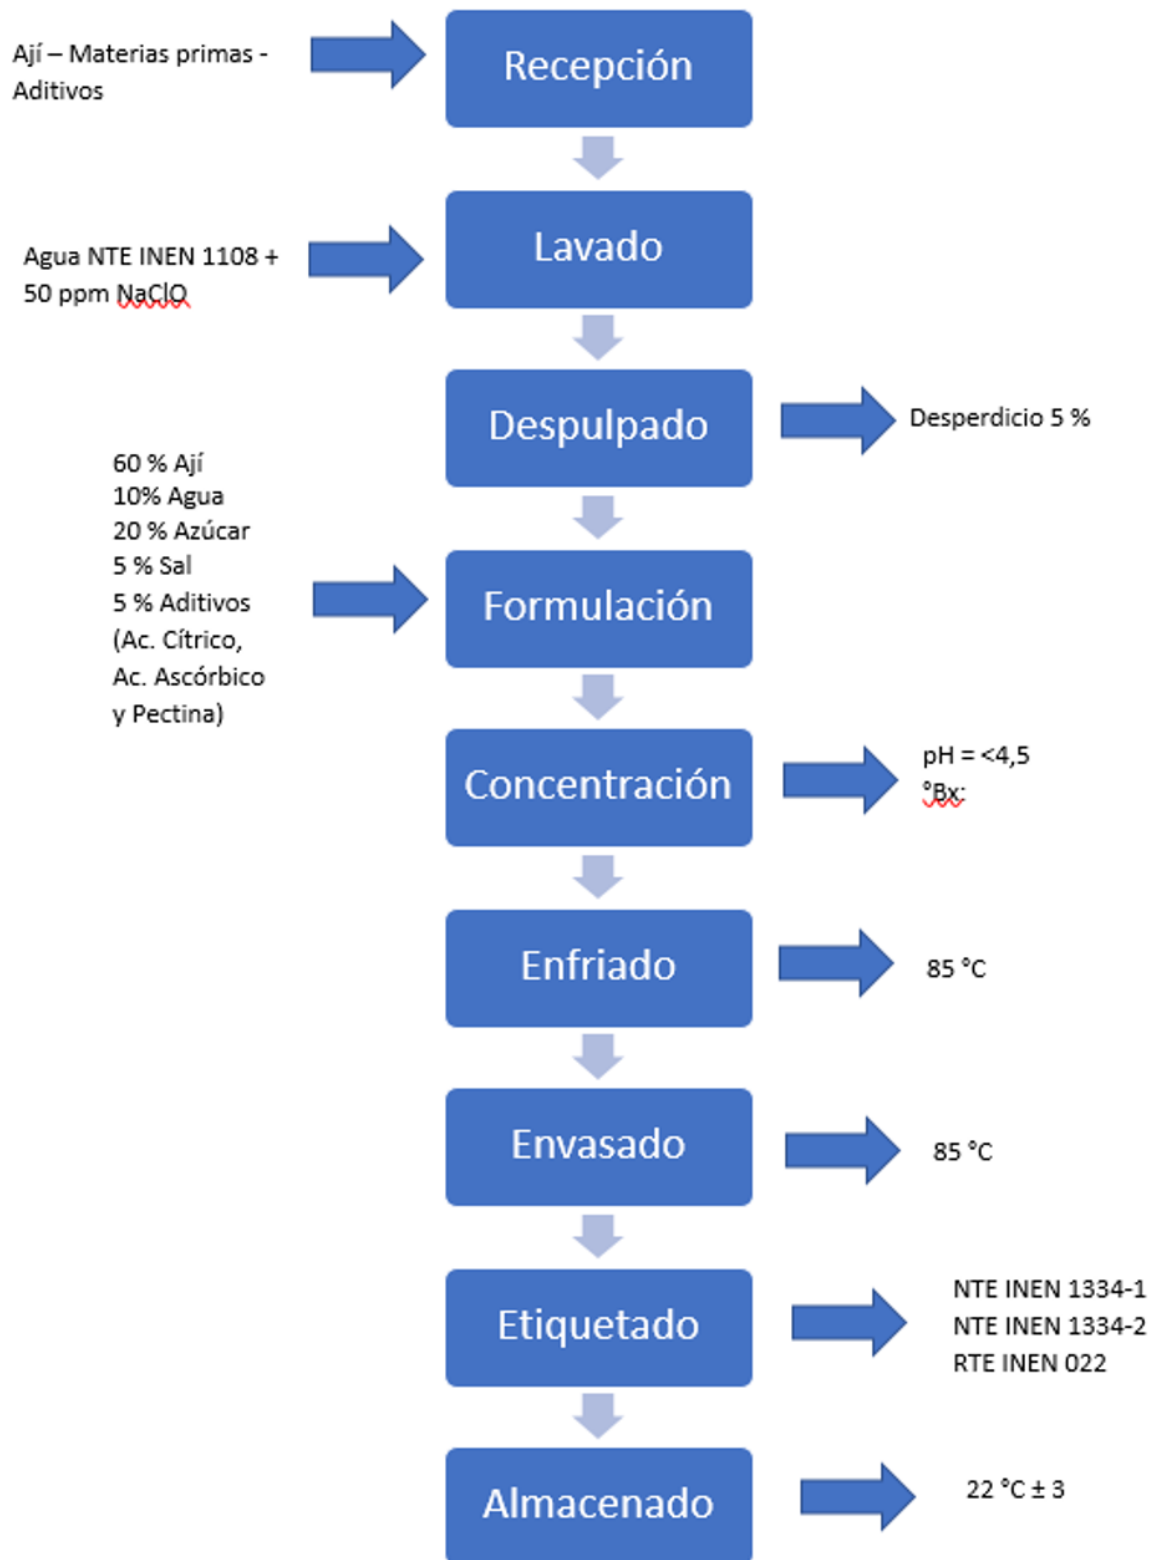 Ají – Materias primas -
Aditivos
Recepción
Agua NTE INEN 1108 +
50 ppm NaClO
Lavado
Despulpado
Desperdicio 5 %
60 % Ají
10% Agua
20 % Azúcar
5 % Sal
5 % Aditivos
(Ac. Cítrico,
Ac. Ascórbico
y Pectina)
Formulación
Concentración
pH = <4,5
°Bx:
Enfriado
85 °C
Envasado
85 °C
Etiquetado
NTE INEN 1334-1
NTE INEN 1334-2
RTE INEN 022
Almacenado
22 °C ± 3